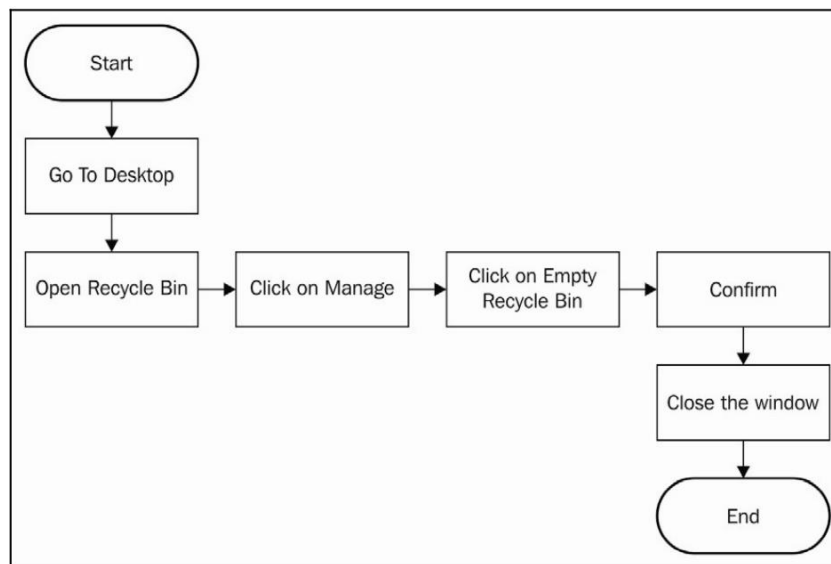 Start
Go To Desktop
Open Recycle Bin
Click on Manage
Click on Empty
Recycle Bin
Confirm
Close the window
End